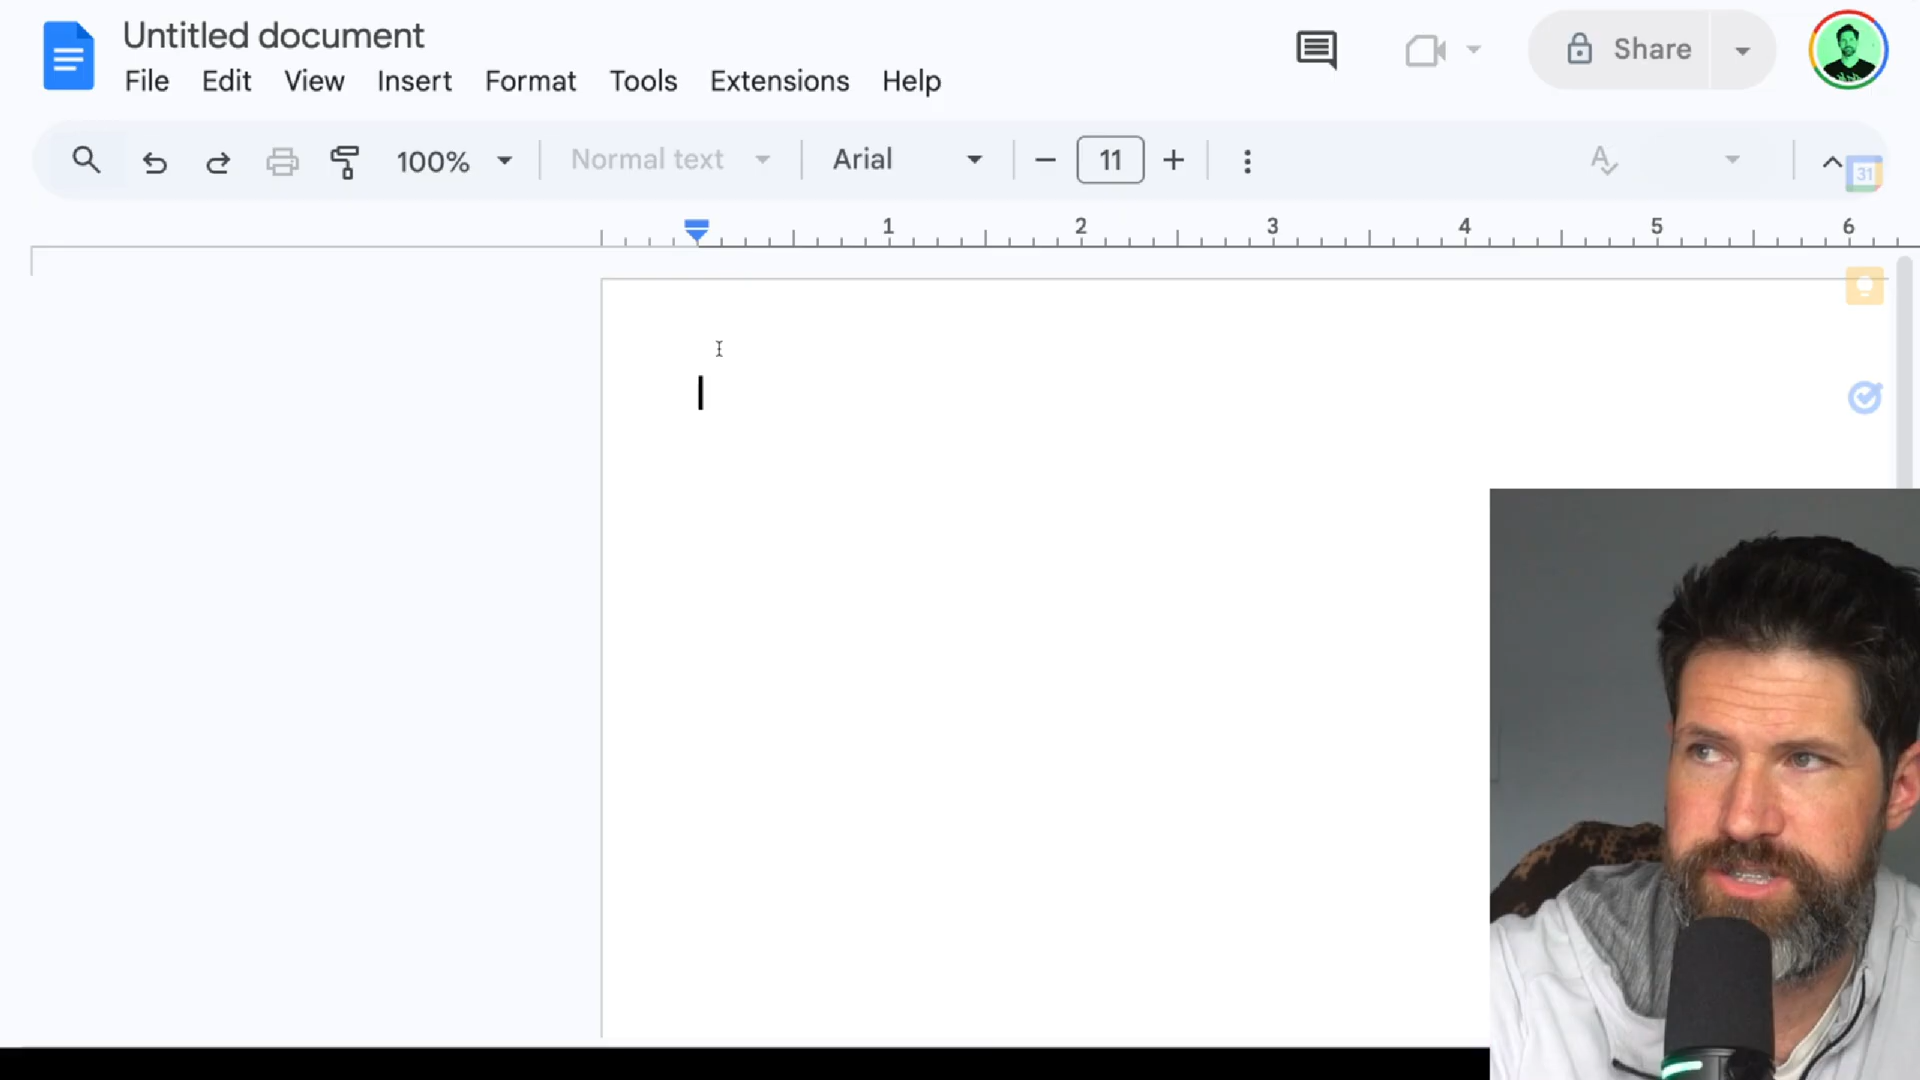 Untitled document
File Edit View Insert Format Tools Extensions Help
Share
100% Normal text Arial 11
31
1 2 3 4 5 6